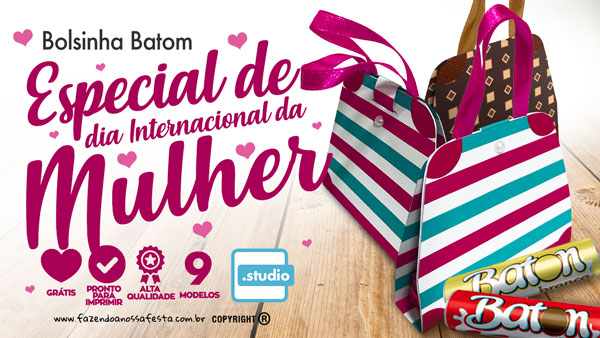 Bolsinha Batom
Especial de
dia Internacional da
Mulher
GRÁTIS
PRONTO
PARA
IMPRIMIR
ALTA
QUALIDADE
9
MODELOS
.studio
www.fazendoanossafesta.com.br COPYRIGHT ®
Baton
branco
Baton